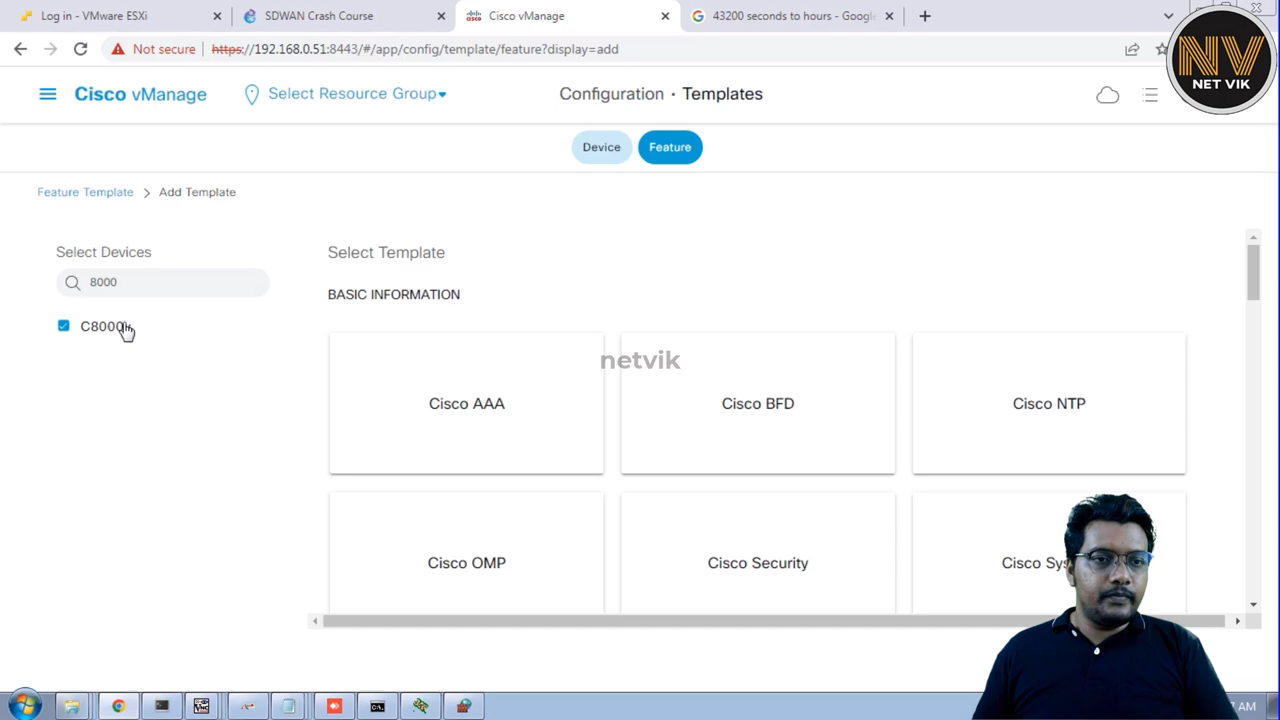 Log in - VMware ESXi
SDWAN Crash Course
Cisco vManage
43200 seconds to hours - Google
Not secure
https://192.168.0.51:8443/#/app/config/template/feature?display=add
NV
NET VIK
Cisco vManage
Select Resource Group
Configuration · Templates
Device
Feature
Feature Template > Add Template
Select Devices
8000
C8000v
Select Template
BASIC INFORMATION
netvik
Cisco AAA
Cisco BFD
Cisco NTP
Cisco OMP
Cisco Security
Cisco
AM